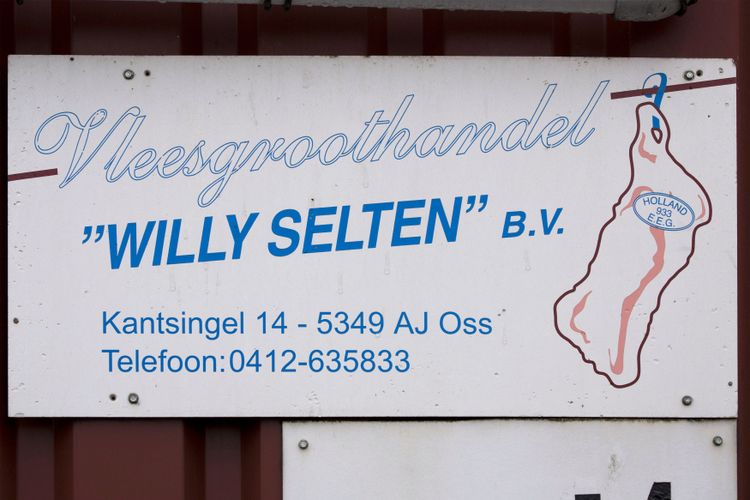 Vleesgroothandel
"WILLY SELTEN" B.V.
Kantsingel 14 - 5349 AJ Oss
Telefoon: 0412-635833
HOLLAND
933
E.E.G.